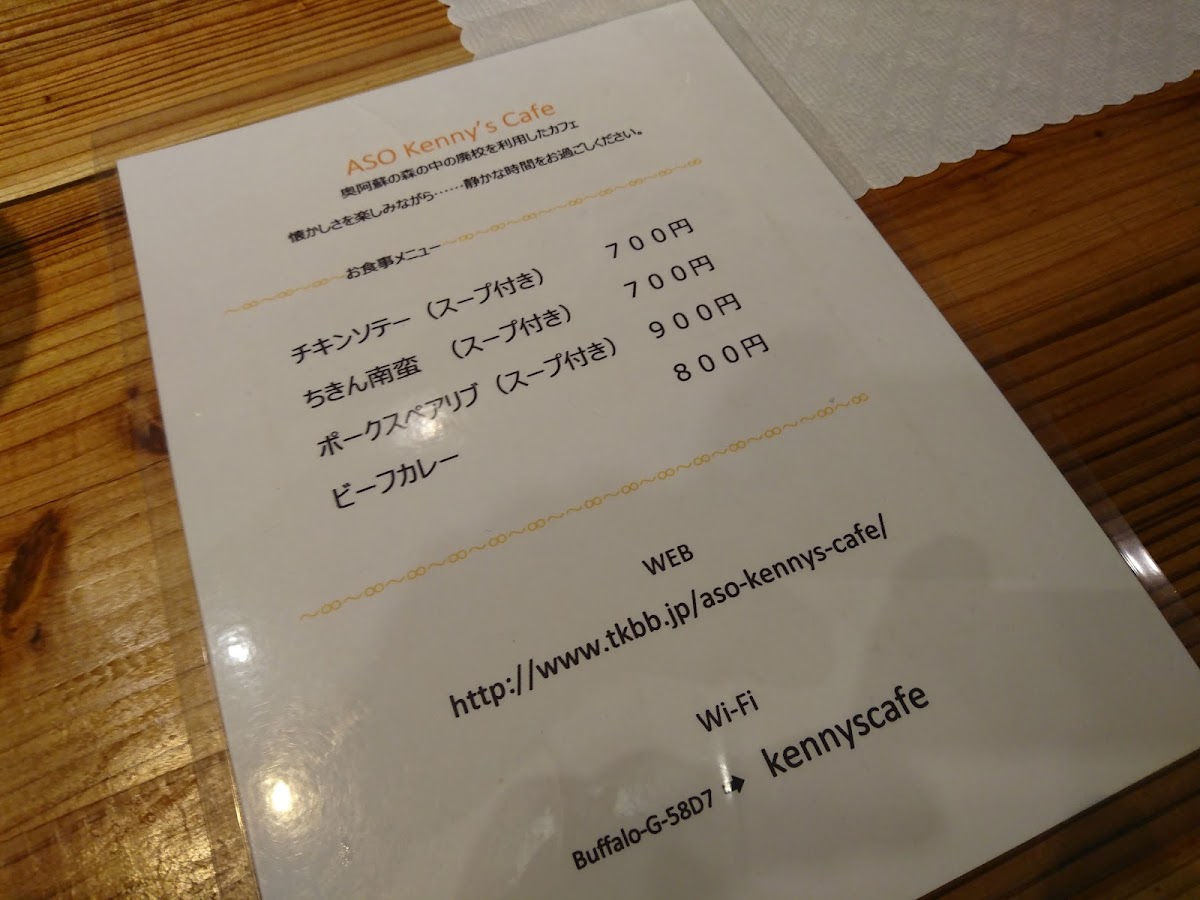 ASO Kenny's Cafe
奥阿蘇の森の中の廃校を利用したカフェ
懐かしさを楽しみながら……静かな時間をお過ごしください。
～∞～∞～∞～お食事メニュー～∞～∞～∞～∞～∞～∞～∞～
チキンソテー（スープ付き） ７００円
ちきん南蛮 （スープ付き） ７００円
ポークスペアリブ（スープ付き） ９００円
ビーフカレー ８００円
～∞～∞～∞～∞～∞～∞～∞～∞～∞～∞～∞～∞～∞～∞～∞
WEB
http://www.tkbb.jp/aso-kennys-cafe/
Wi-Fi
Buffalo-G-58D7 ➡ kennyscafe